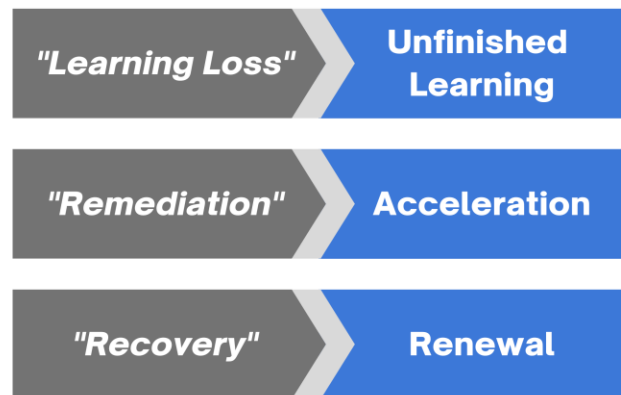 "Learning Loss"
Unfinished
Learning
"Remediation"
Acceleration
"Recovery"
Renewal